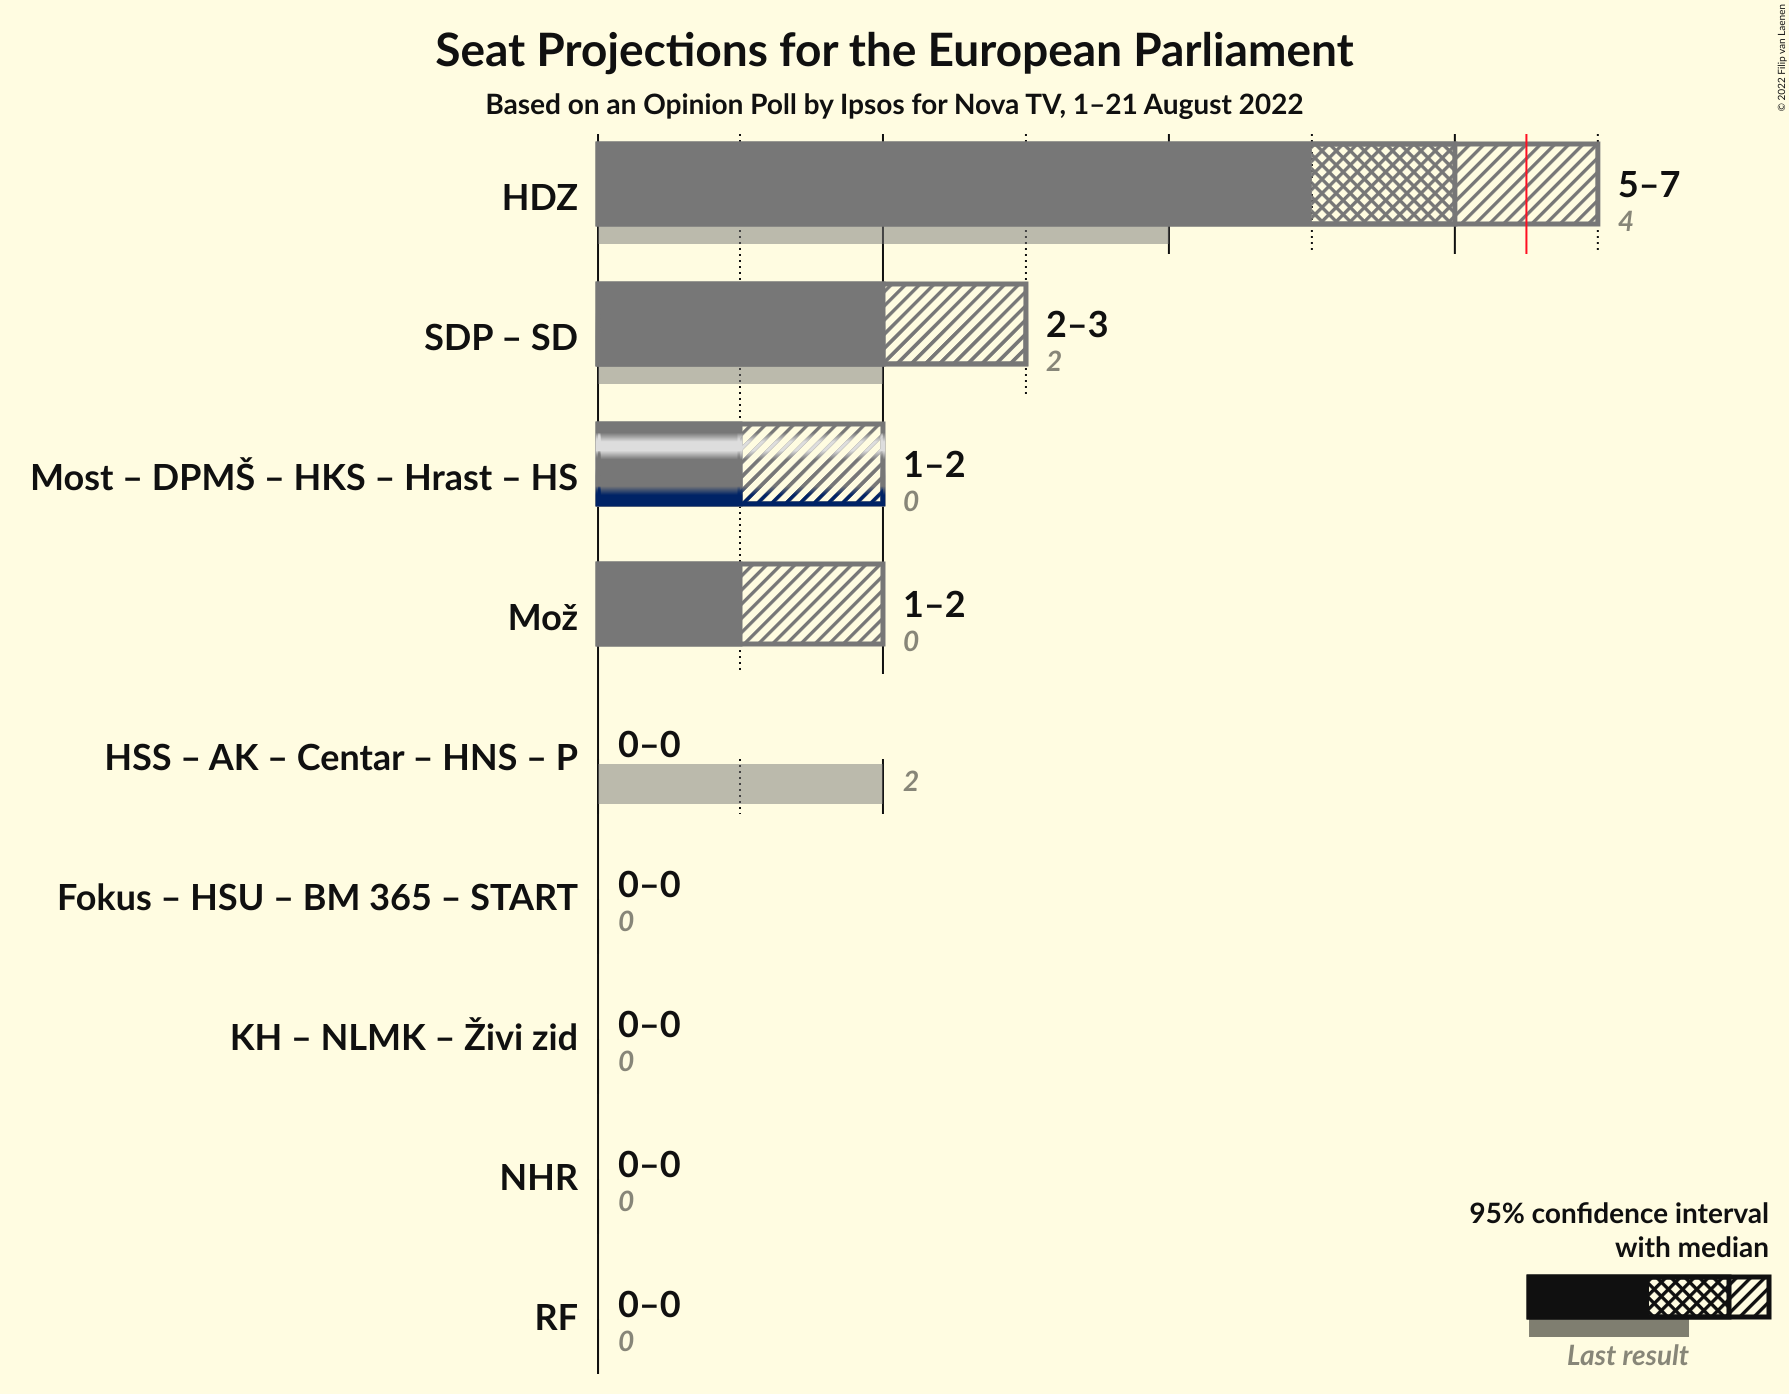 Seat Projections for the European Parliament
Based on an Opinion Poll by Ipsos for Nova TV, 1–21 August 2022
© 2022 Filip van Laenen
HDZ
5–7
4
SDP – SD
2–3
2
Most – DPMŠ – HKS – Hrast – HS
1–2
0
Mož
1–2
0
HSS – AK – Centar – HNS – P
0–0
2
Fokus – HSU – BM 365 – START
0–0
0
KH – NLMK – Živi zid
0–0
0
NHR
0–0
0
RF
0–0
0
95% confidence interval
with median
Last result